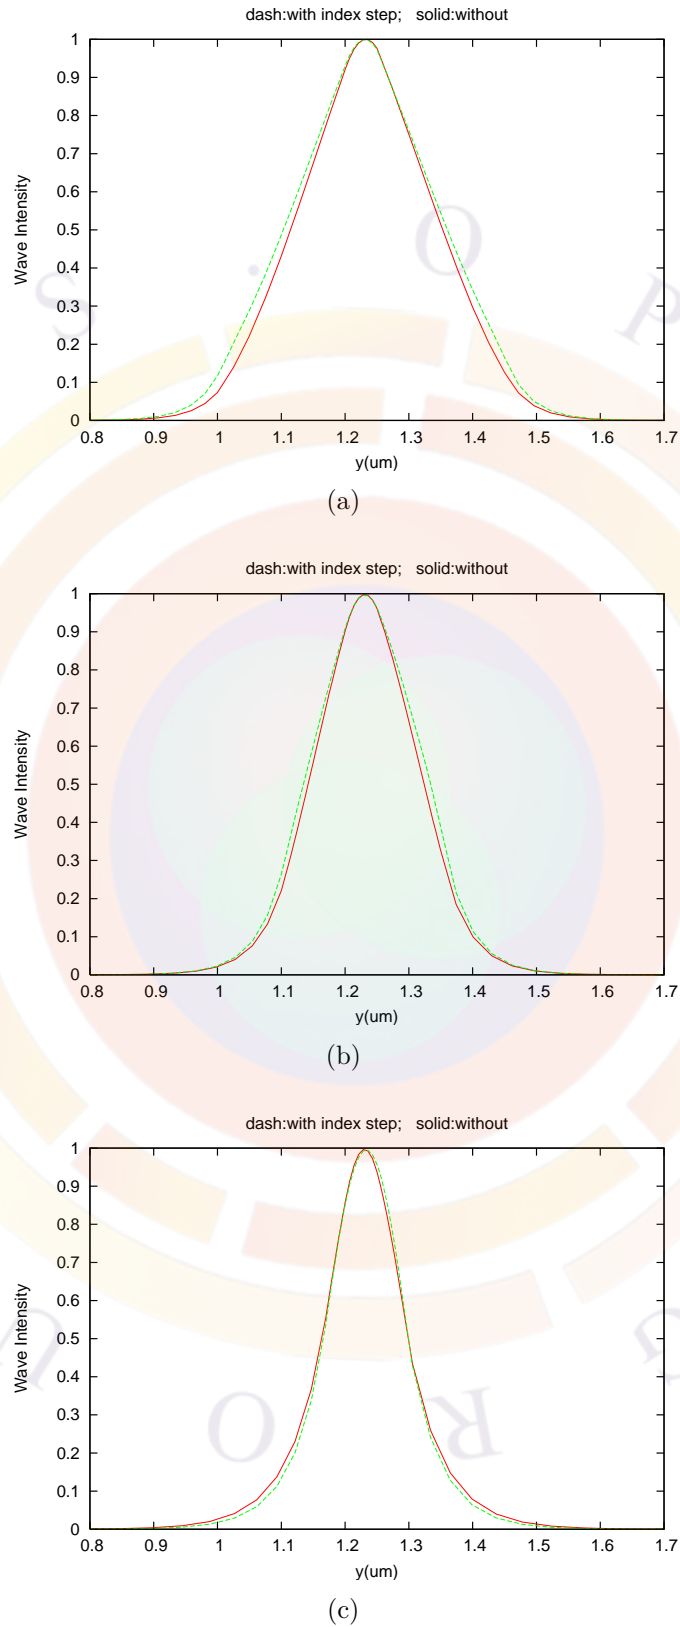 dash:with index step; solid:without
1
0.9
0.8
0.7
0.6
0.5
0.4
0.3
0.2
0.1
0
Wave Intensity
0.8 0.9 1 1.1 1.2 1.3 1.4 1.5 1.6 1.7
y(um)
(a)
dash:with index step; solid:without
1
0.9
0.8
0.7
0.6
0.5
0.4
0.3
0.2
0.1
0
Wave Intensity
0.8 0.9 1 1.1 1.2 1.3 1.4 1.5 1.6 1.7
y(um)
(b)
dash:with index step; solid:without
1
0.9
0.8
0.7
0.6
0.5
0.4
0.3
0.2
0.1
0
Wave Intensity
0.8 0.9 1 1.1 1.2 1.3 1.4 1.5 1.6 1.7
y(um)
(c)
S . O P
U O R G